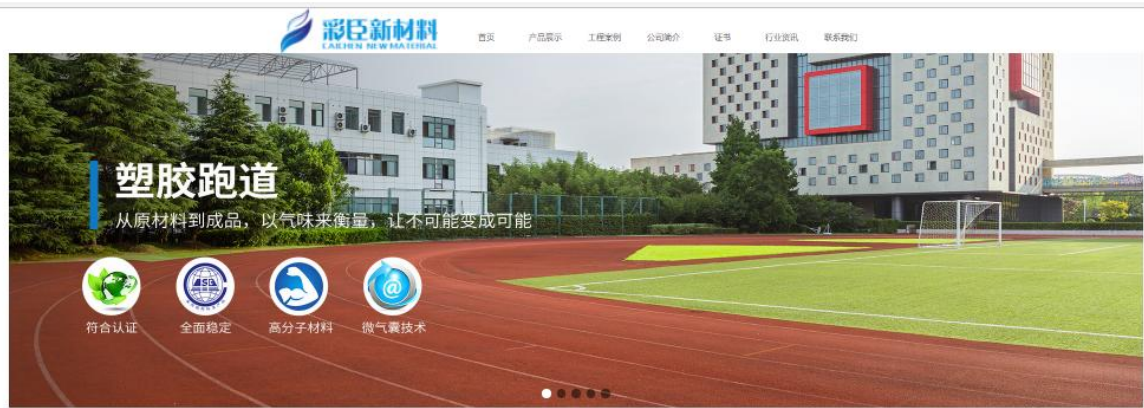 彩臣新材料
CAICHEN NEW MATERIAL
首页 产品展示 工程案例 公司简介 证书 行业资讯 联系我们
塑胶跑道
从原材料到成品，以气味来衡量，让不可能变成可能
符合认证 全面稳定 高分子材料 微气囊技术